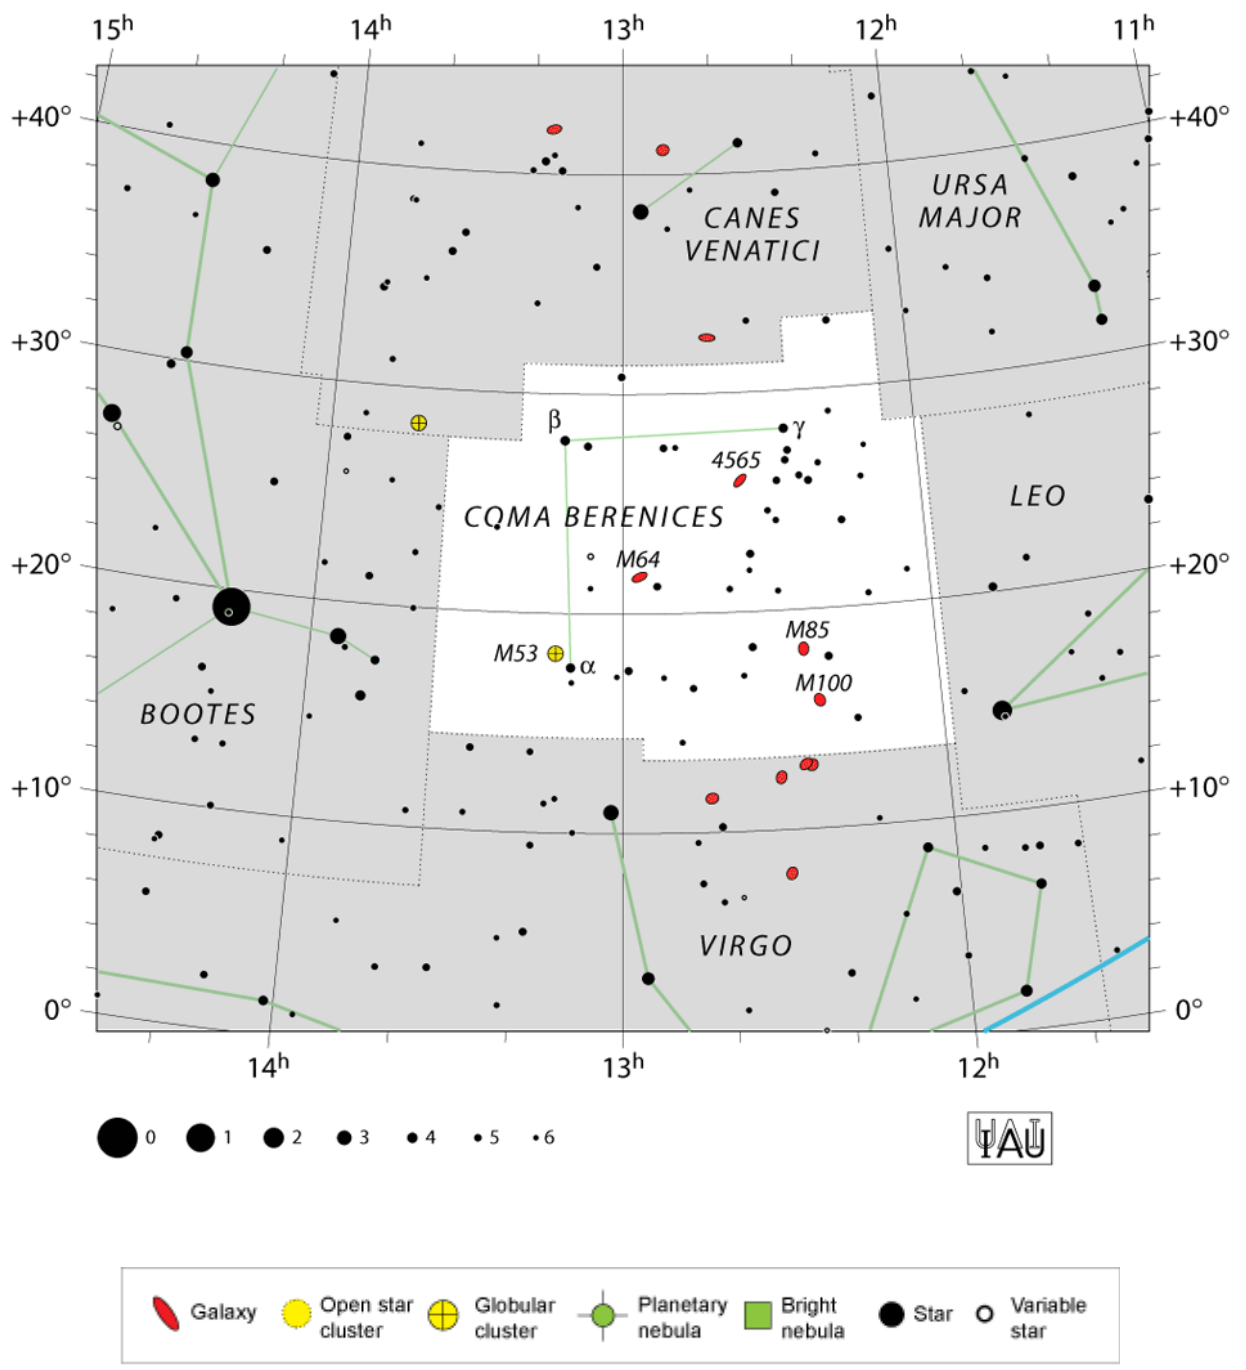 15h 14h 13h 12h 11h
+40° +40°
URSA
MAJOR
CANES
VENATICI
+30° +30°
β γ
4565
LEO
COMA BERENICES
M64
+20° +20°
M85
M53 α
M100
BOOTES
+10° +10°
VIRGO
0° 0°
14h 13h 12h
0 1 2 3 4 5 6
IAU
Galaxy
Open star
cluster
Globular
cluster
Planetary
nebula
Bright
nebula
Star
Variable
star